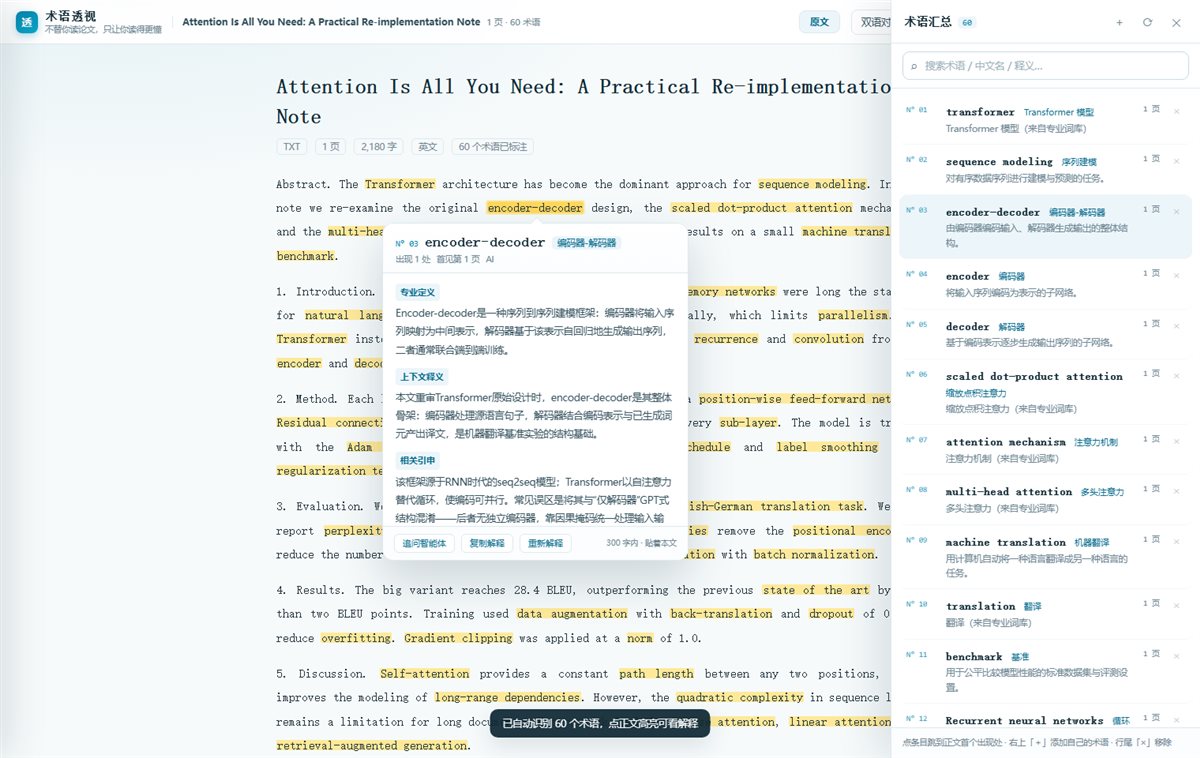 透
术语透视
不替你读论文，只让你读得更懂
Attention Is All You Need: A Practical Re-implementation Note 1 页 · 60 术语
原文
双语对
Attention Is All You Need: A Practical Re-implementatio
Note
TXT 1 页 2,180 字 英文 60 个术语已标注
Abstract. The Transformer architecture has become the dominant approach for sequence modeling. In
note we re-examine the original encoder-decoder design, the scaled dot-product attention mecha
and the multi-hea
esults on a small machine transl
benchmark.
1. Introduction.
emory networks were long the sta
for natural lang
ally, which limits parallelism.
Transformer inst
recurrence and convolution fro
encoder and deco
2. Method. Each
a position-wise feed-forward net
Residual connecti
very sub-layer. The model is tr
with the Adam
chedule and label smoothing
regularization te
3. Evaluation. We
ish-German translation task. We
report perplexit
ies remove the positional enco
reduce the number
ation with batch normalization.
4. Results. The big variant reaches 28.4 BLEU, outperforming the previous state of the art by
than two BLEU points. Training used data augmentation with back-translation and dropout of 0
reduce overfitting. Gradient clipping was applied at a norm of 1.0.
5. Discussion. Self-attention provides a constant path length between any two positions,
improves the modeling of long-range dependencies. However, the quadratic complexity in sequence l
remains a limitation for long docu
attention, linear attention
retrieval-augmented generation.
N° 03 encoder-decoder 编码器-解码器
出现 1 处 首见第 1 页 AI
专业定义
Encoder-decoder是一种序列到序列建模框架：编码器将输入序
列映射为中间表示，解码器基于该表示自回归地生成输出序列，
二者通常联合端到端训练。
上下文释义
本文重审Transformer原始设计时，encoder-decoder是其整体
骨架：编码器处理源语言句子，解码器结合编码表示与已生成词
元产出译文，是机器翻译基准实验的结构基础。
相关引申
该框架源于RNN时代的seq2seq模型；Transformer以自注意力
替代循环，使编码可并行。常见误区是将其与“仅解码器”GPT式
结构混淆——后者无独立编码器，靠因果掩码统一处理输入输
追问智能体 复制解释 重新解释 300 字内 · 贴着本文
已自动识别 60 个术语，点正文高亮可看解释
术语汇总 60
+
×
搜索术语 / 中文名 / 释义...
N° 01 transformer Transformer 模型 1 页 ×
Transformer 模型（来自专业词库）
N° 02 sequence modeling 序列建模 1 页 ×
对有序数据序列进行建模与预测的任务。
N° 03 encoder-decoder 编码器-解码器 1 页 ×
由编码器编码输入、解码器生成输出的整体结
构。
N° 04 encoder 编码器 1 页 ×
将输入序列编码为表示的子网络。
N° 05 decoder 解码器 1 页 ×
基于编码表示逐步生成输出序列的子网络。
N° 06 scaled dot-product attention 1 页 ×
缩放点积注意力
缩放点积注意力（来自专业词库）
N° 07 attention mechanism 注意力机制 1 页 ×
注意力机制（来自专业词库）
N° 08 multi-head attention 多头注意力 1 页 ×
多头注意力（来自专业词库）
N° 09 machine translation 机器翻译 1 页 ×
用计算机自动将一种语言翻译成另一种语言的
任务。
N° 10 translation 翻译 1 页 ×
翻译（来自专业词库）
N° 11 benchmark 基准 1 页 ×
用于公平比较模型性能的标准数据集与评测设
置。
N° 12 Recurrent neural networks 循环 1 页 ×
点条目跳到正文首个出现处 · 右上「+」添加自己的术语 · 行尾「×」移除